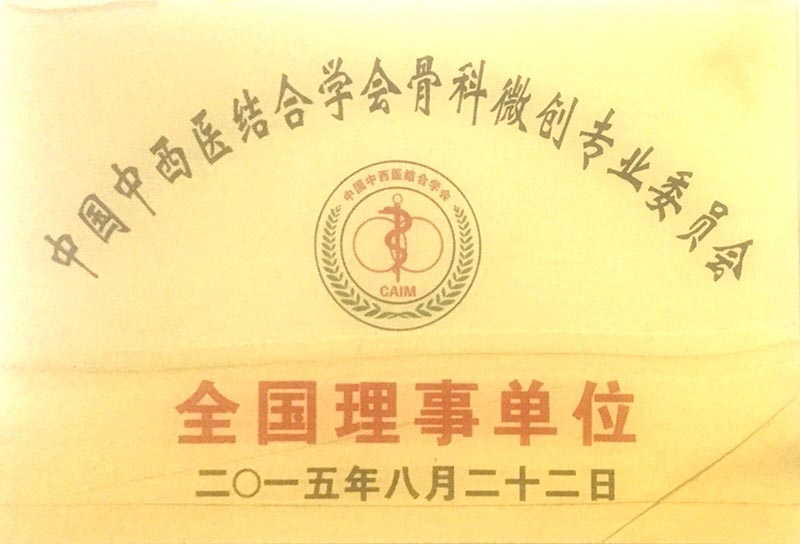 中国中西医结合学会骨科微创专业委员会
中国中西医结合学会
CAIM
全国理事单位
二〇一五年八月二十二日